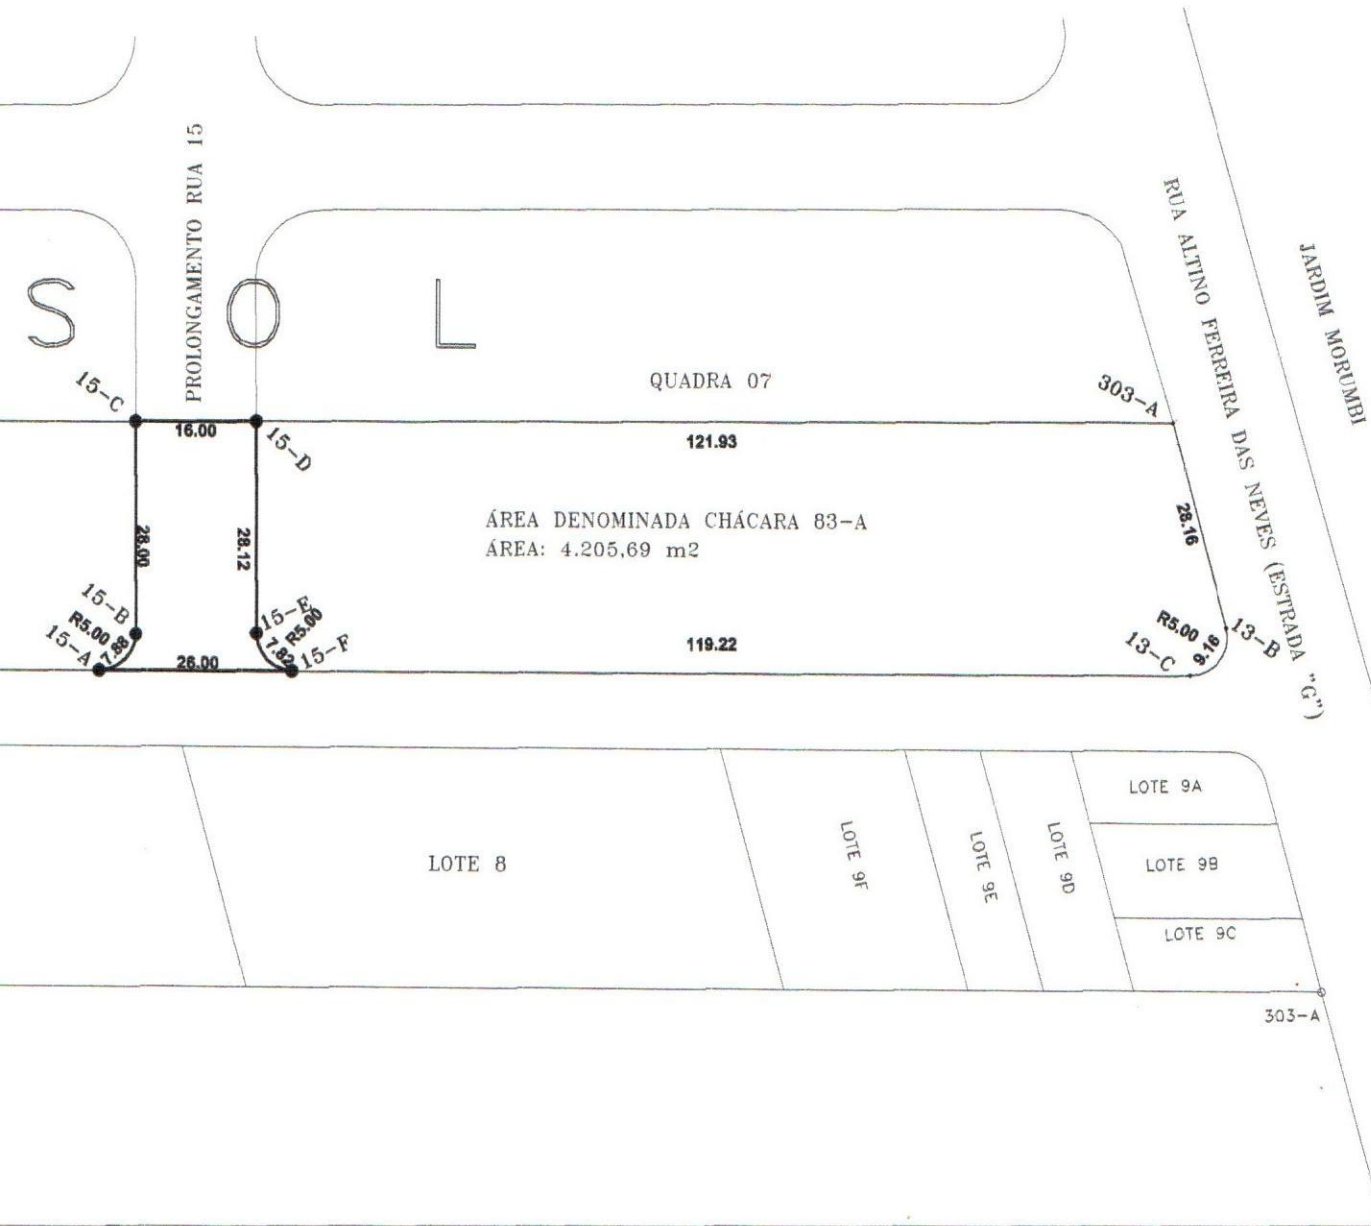 PROLONGAMENTO RUA 15
RUA ALTINO FERREIRA DAS NEVES (ESTRADA "G")
JARDIM MORUMBI
S O L
QUADRA 07
15-C
16.00
15-D
303-A
121.93
ÁREA DENOMINADA CHÁCARA 83-A
ÁREA: 4.205,69 m2
28.00
28.12
28.16
15-B
R5.00
7.88
15-A
26.00
15-E
R5.00
7.82
15-F
119.22
R5.00
9.16
13-B
13-C
LOTE 8
LOTE 9F
LOTE 9E
LOTE 9D
LOTE 9A
LOTE 9B
LOTE 9C
303-A